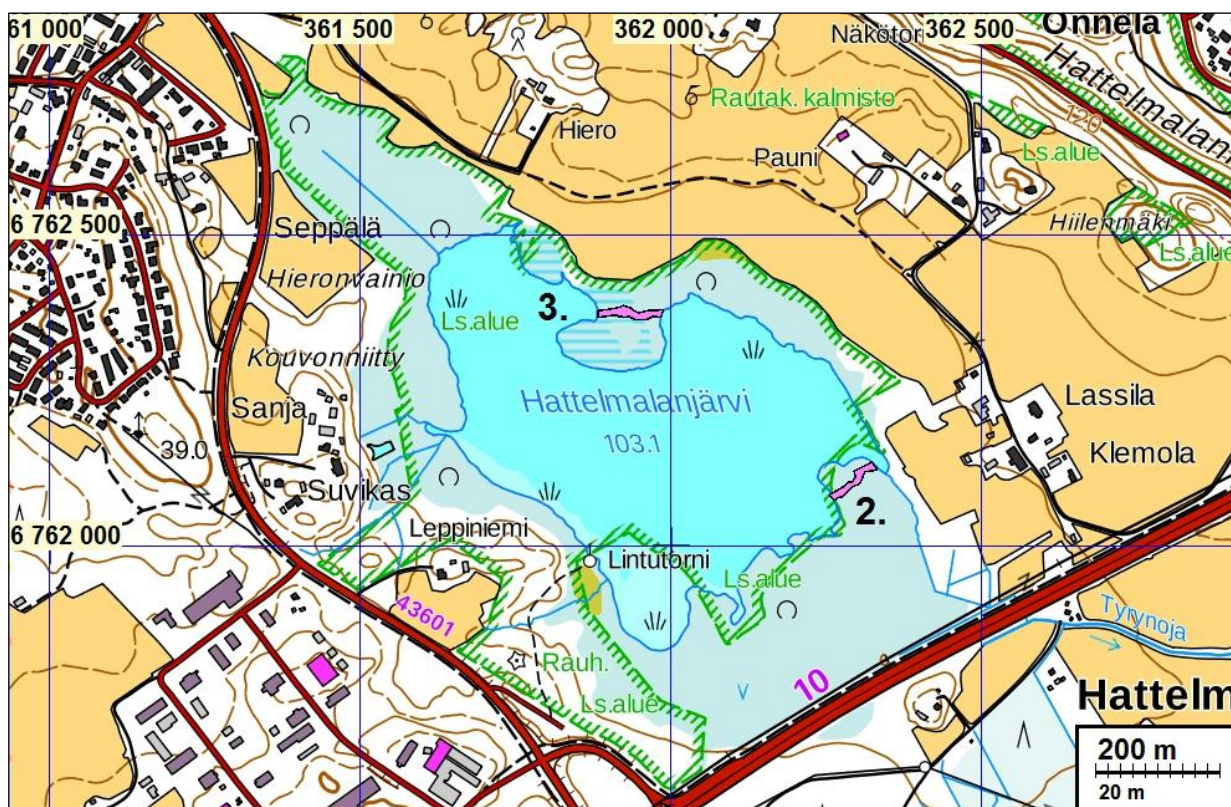 61 000
361 500
362 000
362 500
Näkötor
Onnela
Hattelmalanh
Hiero
Rautak. kalmisto
120
Pauni
Ls.alue
6 762 500
Seppälä
Hiilenmäki
Ls.alue
Hieronvainio
3.
Ls.alue
Kouvonniitty
Hattelmalanjärvi
103.1
Sanja
Lassila
39.0
Klemola
Suvikas
2.
Leppiniemi
6 762 000
Lintutorni
Ls.alue
43601
Tyrynoja
Rauh.
10
Ls.alue
Hattelm
200 m
20 m